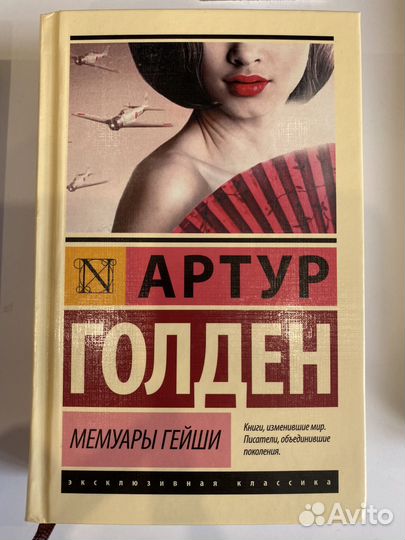 АРТУР
ГОЛДЕН
МЕМУАРЫ ГЕЙШИ
Книги, изменившие мир.
Писатели, объединившие
поколения.
эксклюзивная классика
Avito